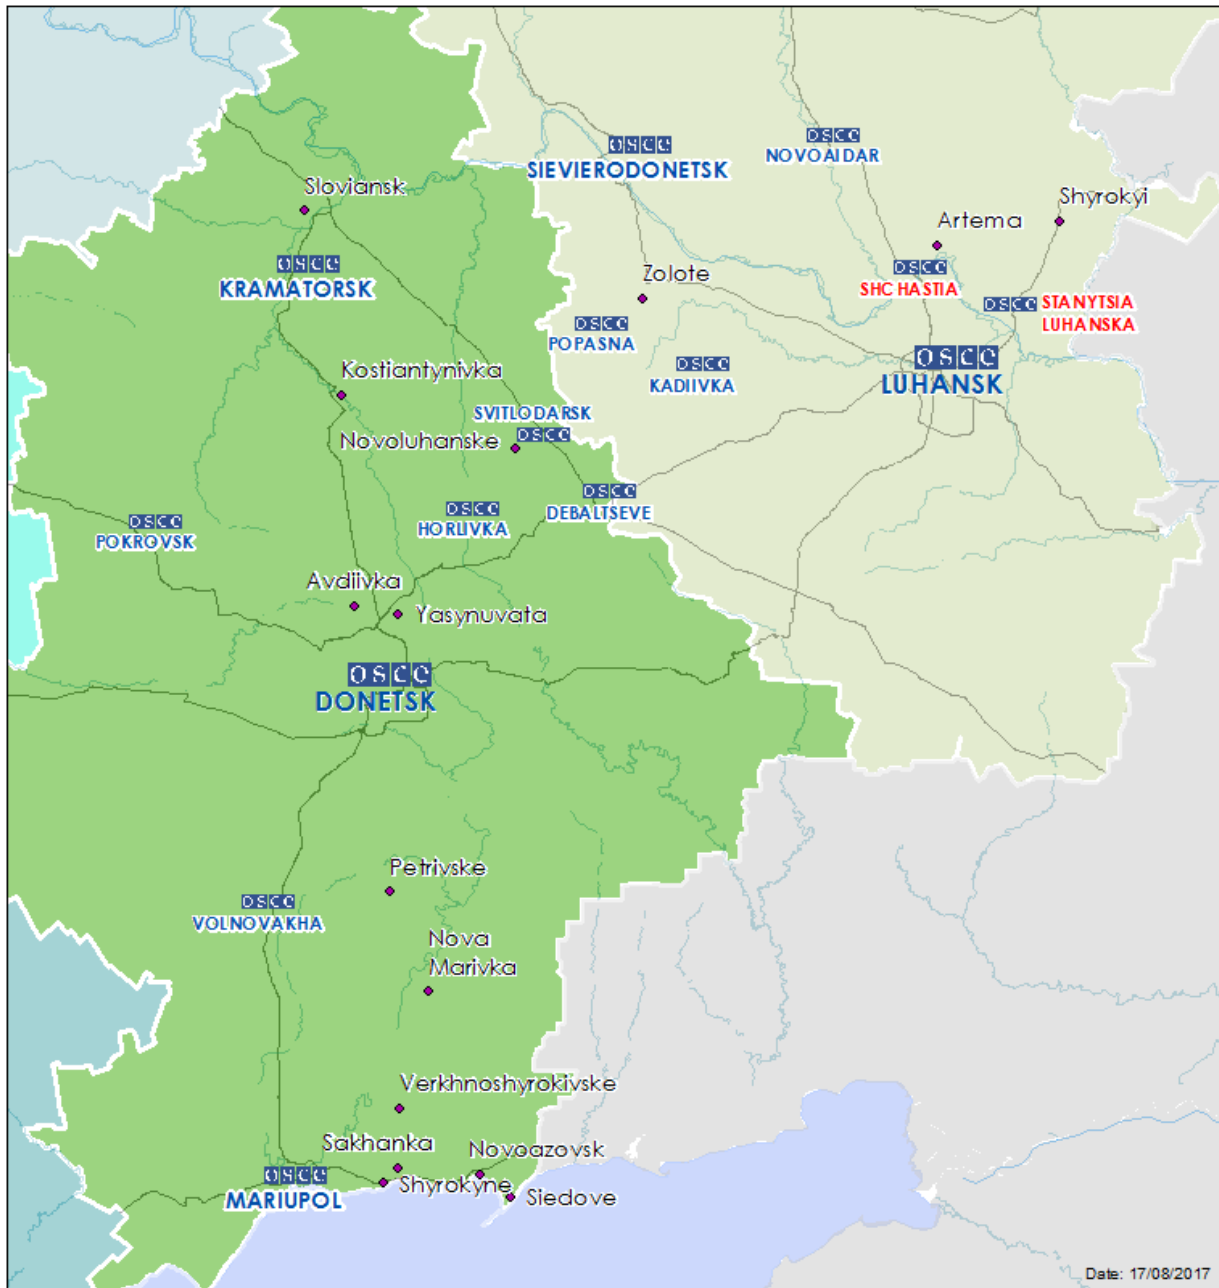 OSCE
NOVOAIDAR
OSCE
SIEVIERODONETSK
Sloviansk
Shyrokyi
Artema
OSCE
KRAMATORSK
OSCE
SHCHASTIA
Zolote
OSCE
STANYTSIA
LUHANSKA
OSCE
POPASNA
OSCE
KADIIVKA
OSCE
LUHANSK
Kostiantynivka
SVITLODARSK
OSCE
Novoluhanske
OSCE
DEBALTSEVE
OSCE
HORLIVKA
OSCE
POKROVSK
Avdiivka
Yasynuvata
OSCE
DONETSK
Petrivske
OSCE
VOLNOVAKHA
Nova
Marivka
Verkhnoshyrokivske
Sakhanka
Novoazovsk
OSCE
MARIUPOL
Shyrokyne
Siedove
Date: 17/08/2017